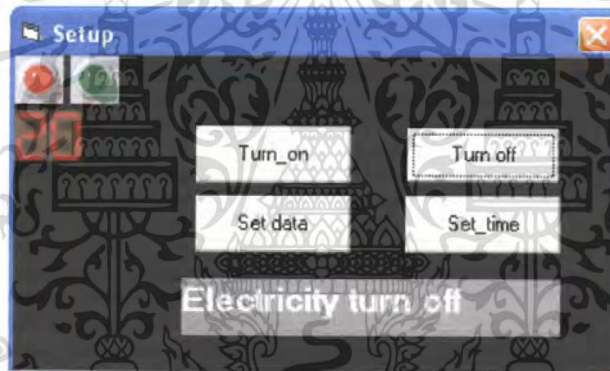 Setup
20
Turn_on
Turn off
Set data
Set_time
Electricity turn off